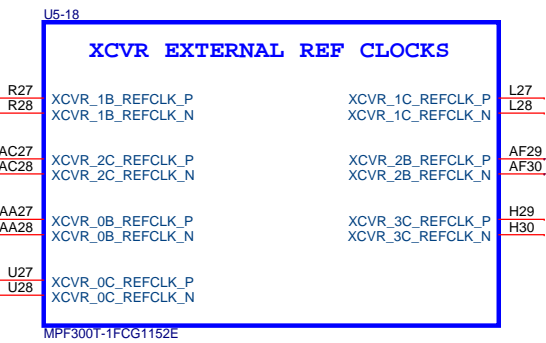 U5-18
XCVR EXTERNAL REF CLOCKS
R27 XCVR_1B_REFCLK_P XCVR_1C_REFCLK_P L27
R28 XCVR_1B_REFCLK_N XCVR_1C_REFCLK_N L28
AC27 XCVR_2C_REFCLK_P XCVR_2B_REFCLK_P AF29
AC28 XCVR_2C_REFCLK_N XCVR_2B_REFCLK_N AF30
AA27 XCVR_0B_REFCLK_P XCVR_3C_REFCLK_P H29
AA28 XCVR_0B_REFCLK_N XCVR_3C_REFCLK_N H30
U27 XCVR_0C_REFCLK_P
U28 XCVR_0C_REFCLK_N
MPF300T-1FCG1152E